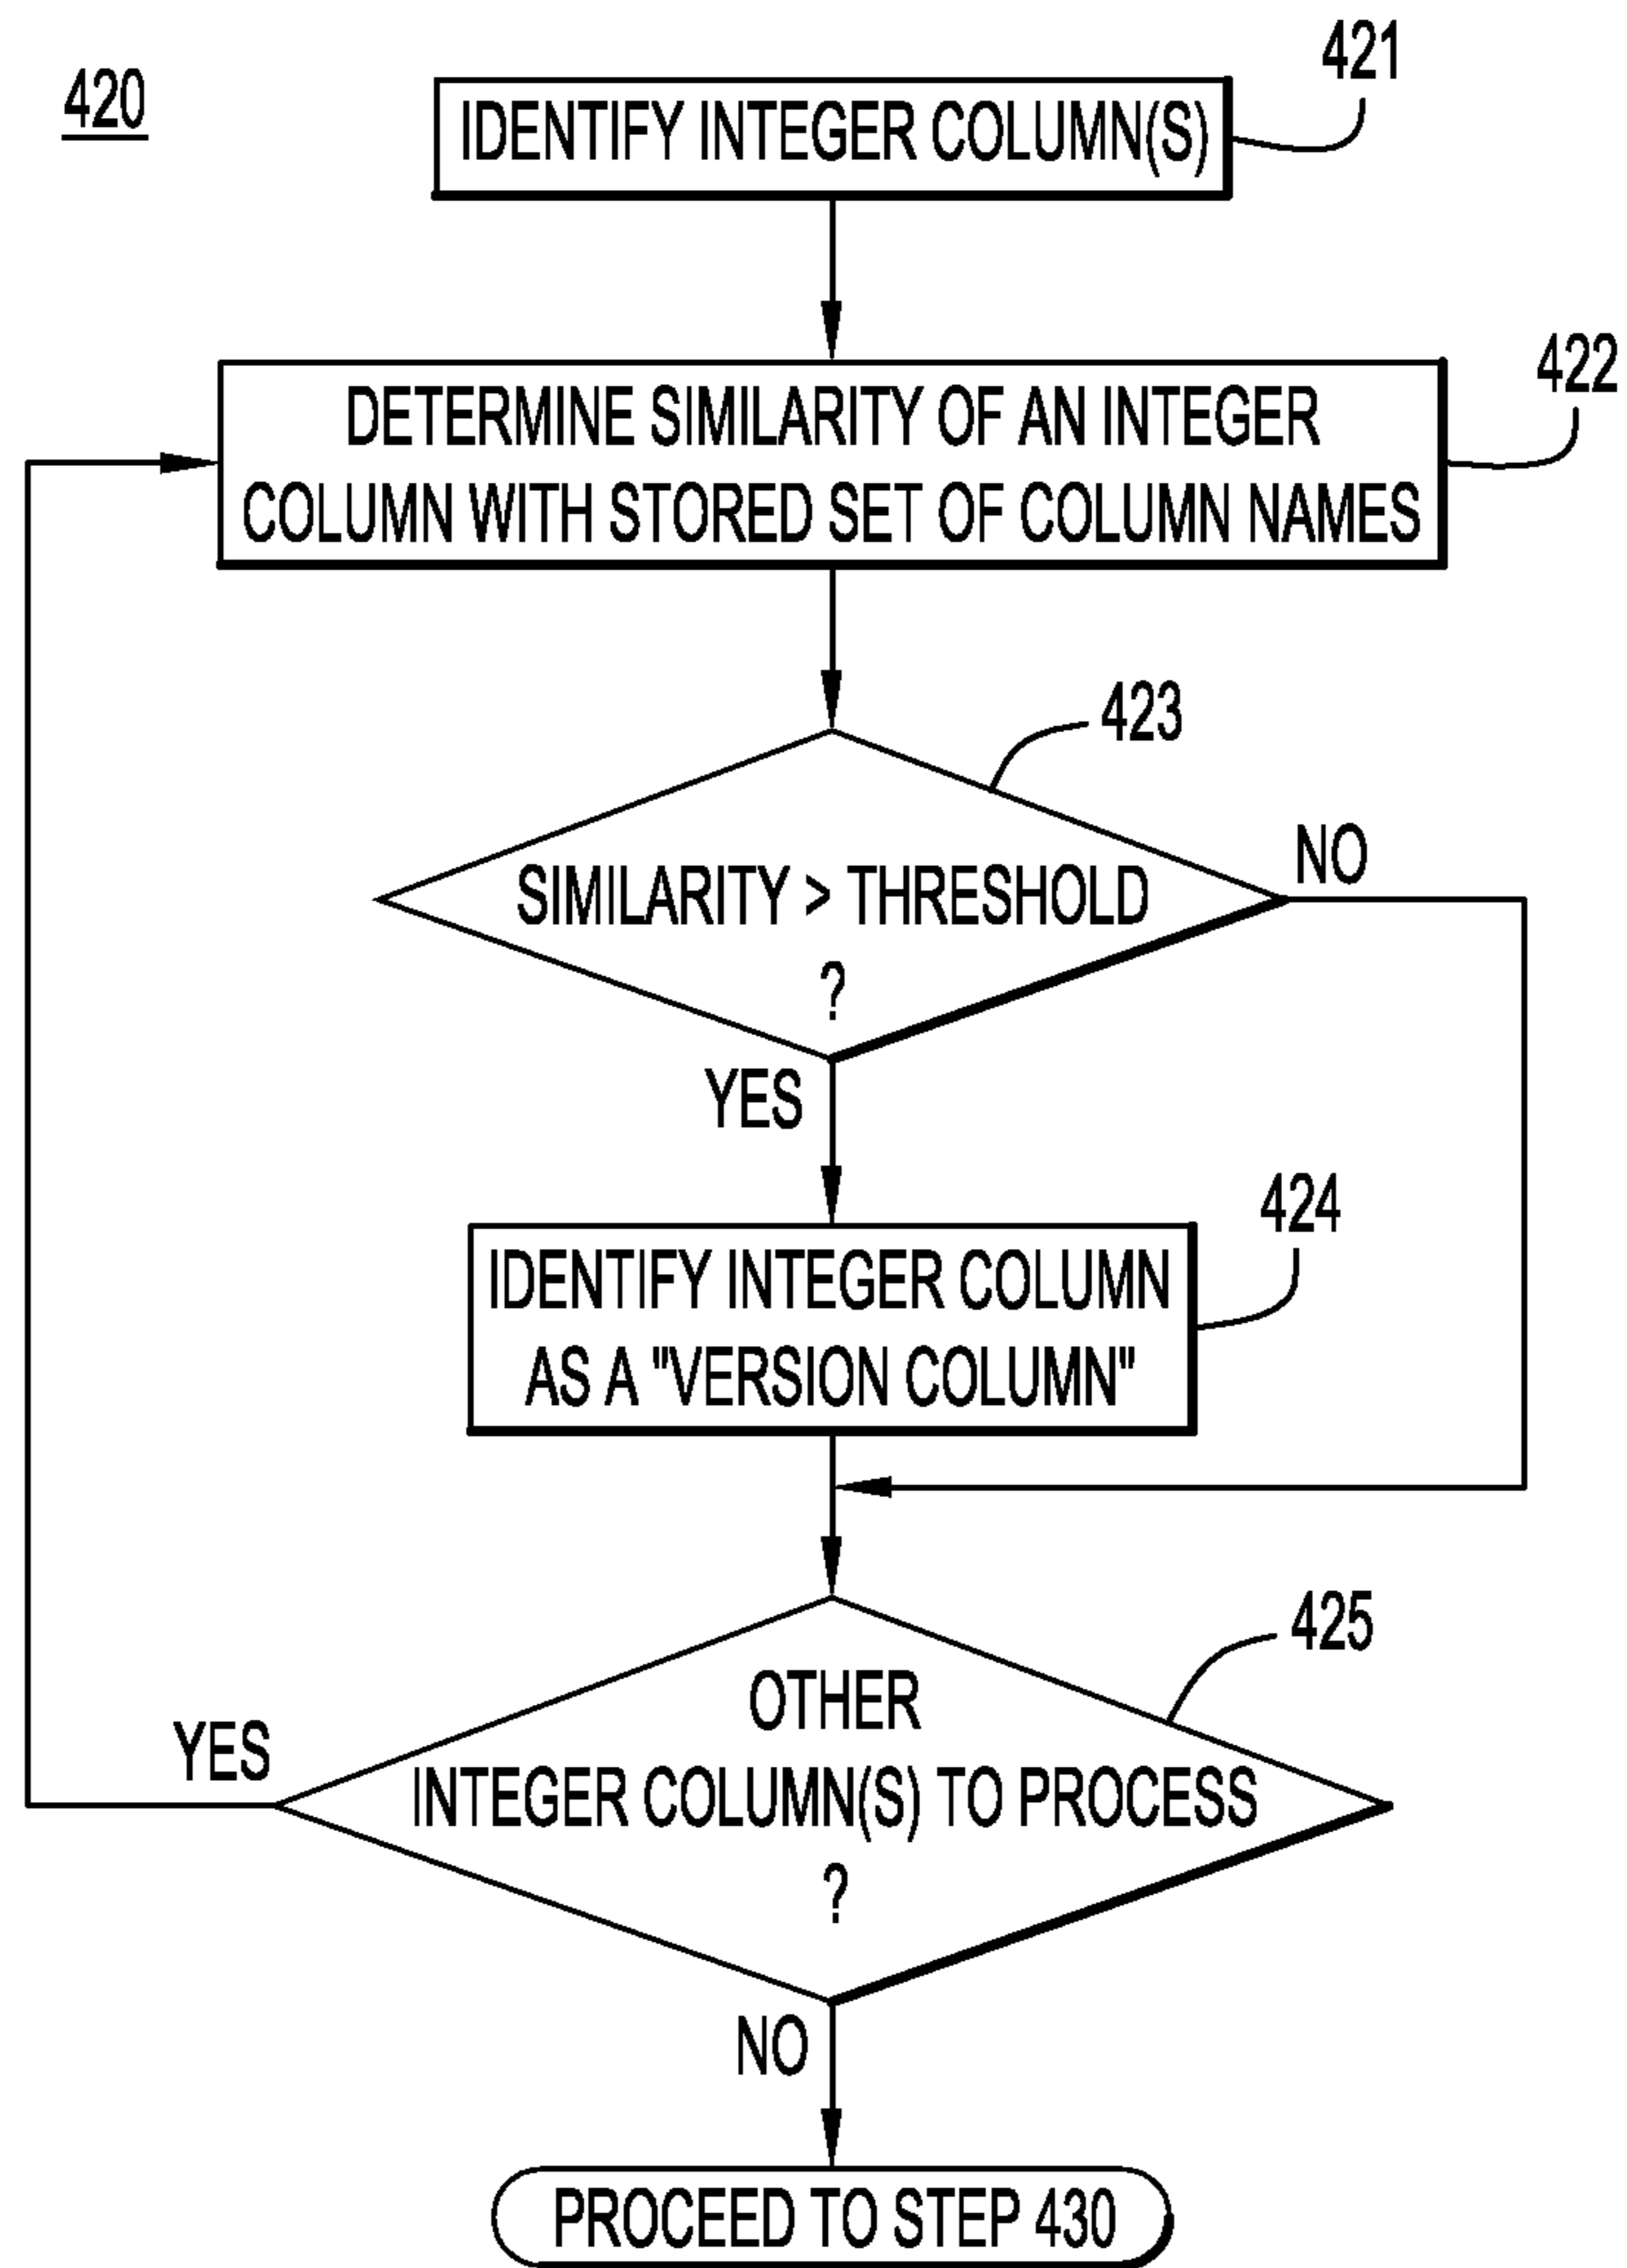 420
421
IDENTIFY INTEGER COLUMN(S)
422
DETERMINE SIMILARITY OF AN INTEGER
COLUMN WITH STORED SET OF COLUMN NAMES
423
NO
SIMILARITY > THRESHOLD
?
YES
424
IDENTIFY INTEGER COLUMN
AS A "VERSION COLUMN"
425
OTHER
YES
INTEGER COLUMN(S) TO PROCESS
?
NO
PROCEED TO STEP 430